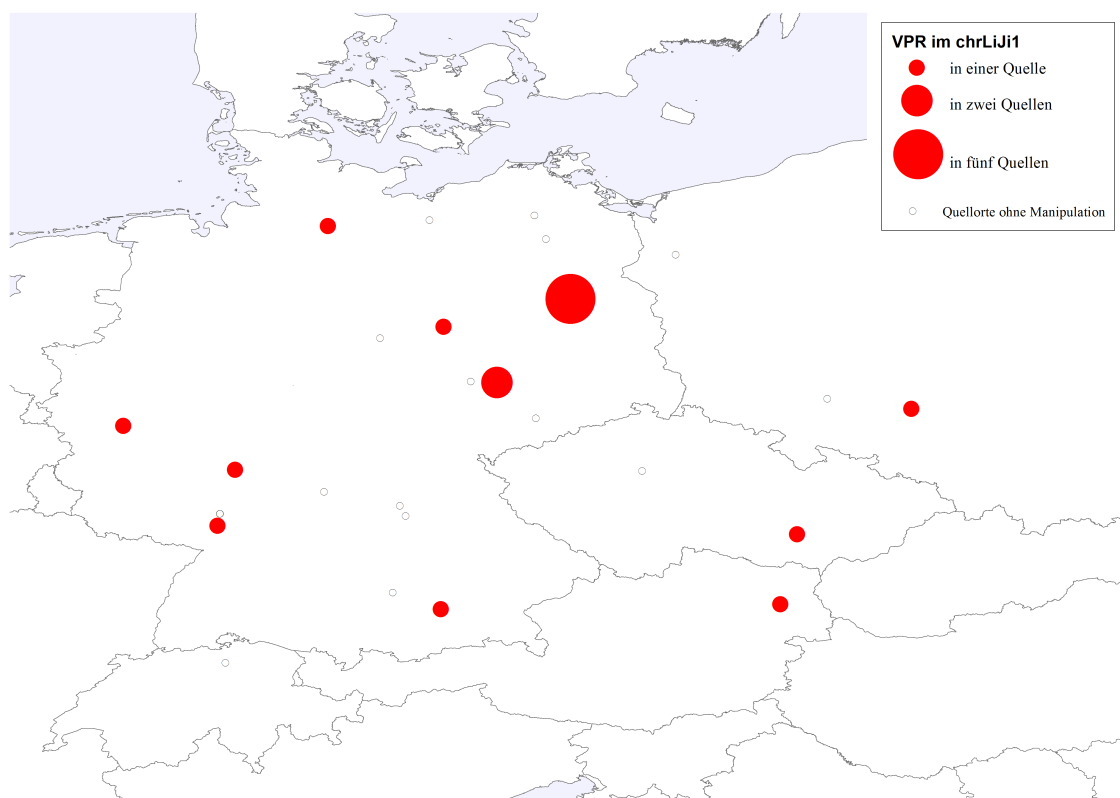 VPR im chrLiJi1
in einer Quelle
in zwei Quellen
in fünf Quellen
Quellorte ohne Manipulation